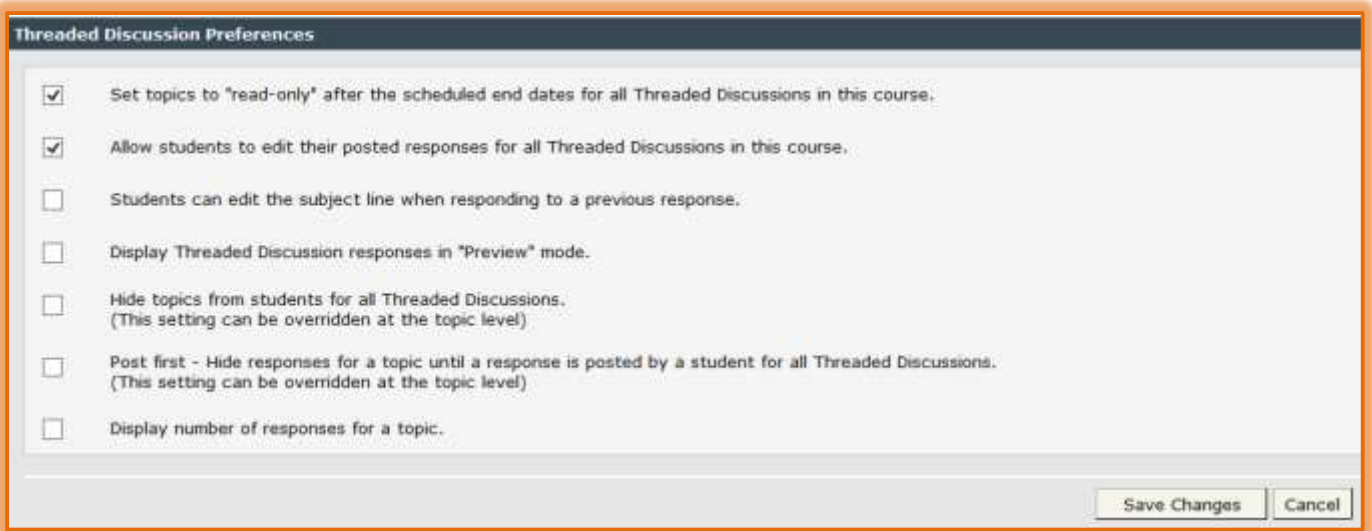 Threaded Discussion Preferences
Set topics to "read-only" after the scheduled end dates for all Threaded Discussions in this course.
Allow students to edit their posted responses for all Threaded Discussions in this course.
Students can edit the subject line when responding to a previous response.
Display Threaded Discussion responses in "Preview" mode.
Hide topics from students for all Threaded Discussions.
(This setting can be overridden at the topic level)
Post first - Hide responses for a topic until a response is posted by a student for all Threaded Discussions.
(This setting can be overridden at the topic level)
Display number of responses for a topic.
Save Changes Cancel